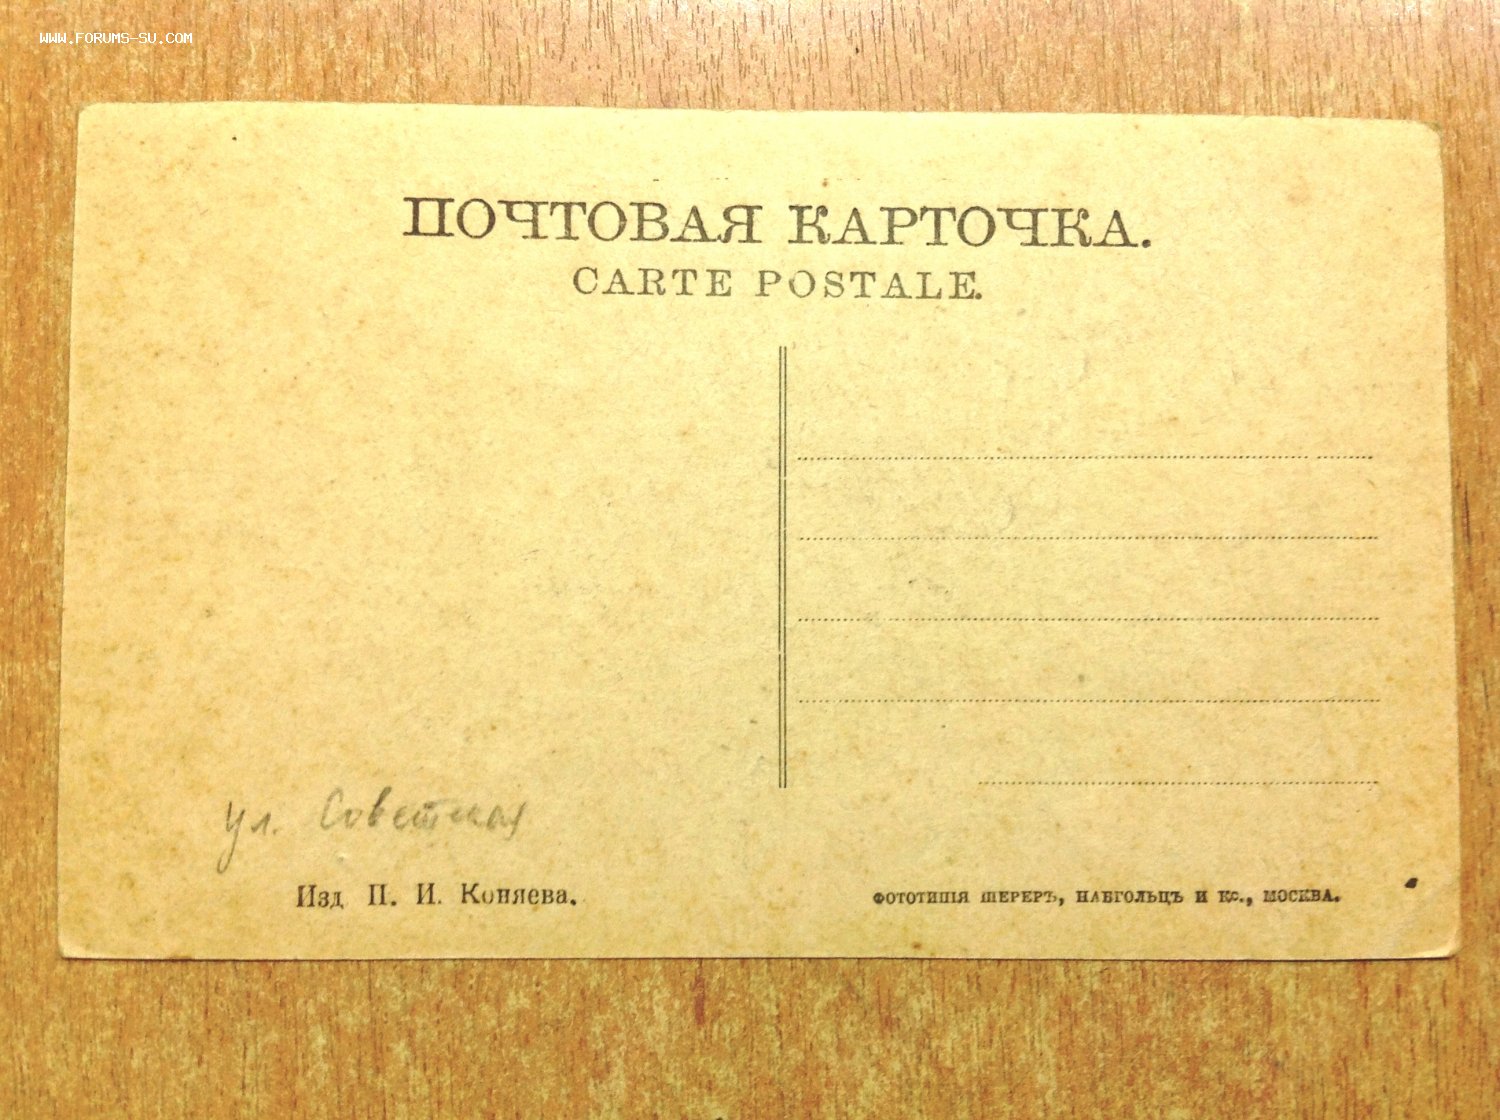 WWW.FORUMS-SU.COM
ПОЧТОВАЯ КАРТОЧКА.
CARTE POSTALE.
ул. Советская
Изд П. И. Коняева.
ФОТОТИПІЯ ШЕРЕРЪ, НАБГОЛЬЦЪ И КО., МОСКВА.